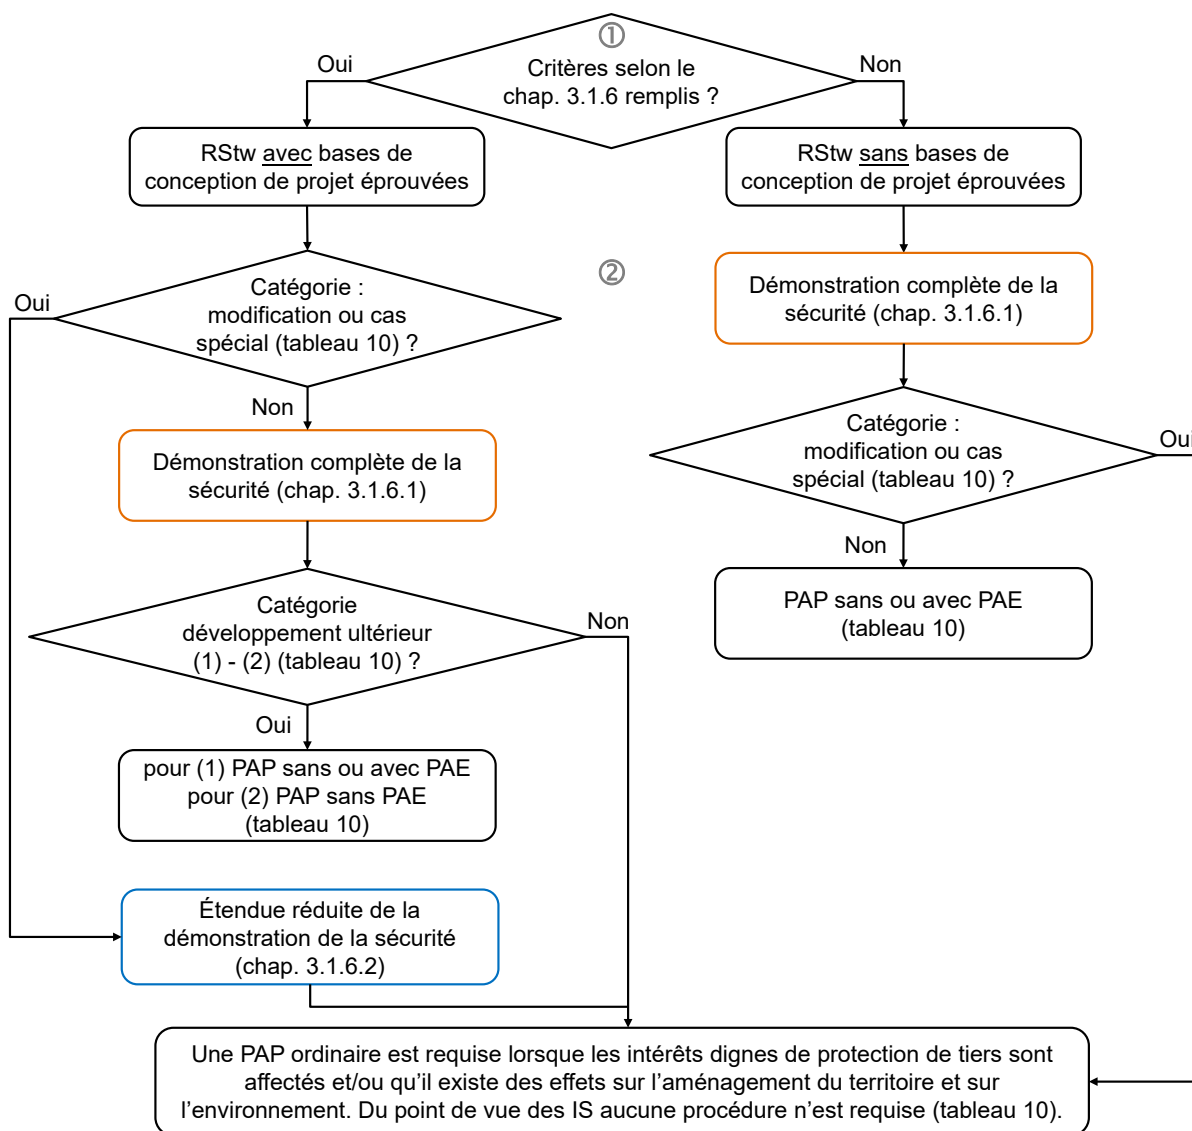 ①
Critères selon le
chap. 3.1.6 remplis ?
Oui
Non
RStw avec bases de
conception de projet éprouvées
RStw sans bases de
conception de projet éprouvées
②
Catégorie :
modification ou cas
spécial (tableau 10) ?
Oui
Non
Démonstration complète de la
sécurité (chap. 3.1.6.1)
Démonstration complète de la
sécurité (chap. 3.1.6.1)
Catégorie :
modification ou cas
spécial (tableau 10) ?
Oui
Non
PAP sans ou avec PAE
(tableau 10)
Catégorie
développement ultérieur
(1) - (2) (tableau 10) ?
Non
Oui
pour (1) PAP sans ou avec PAE
pour (2) PAP sans PAE
(tableau 10)
Étendue réduite de la
démonstration de la sécurité
(chap. 3.1.6.2)
Une PAP ordinaire est requise lorsque les intérêts dignes de protection de tiers sont
affectés et/ou qu’il existe des effets sur l’aménagement du territoire et sur
l’environnement. Du point de vue des IS aucune procédure n’est requise (tableau 10).